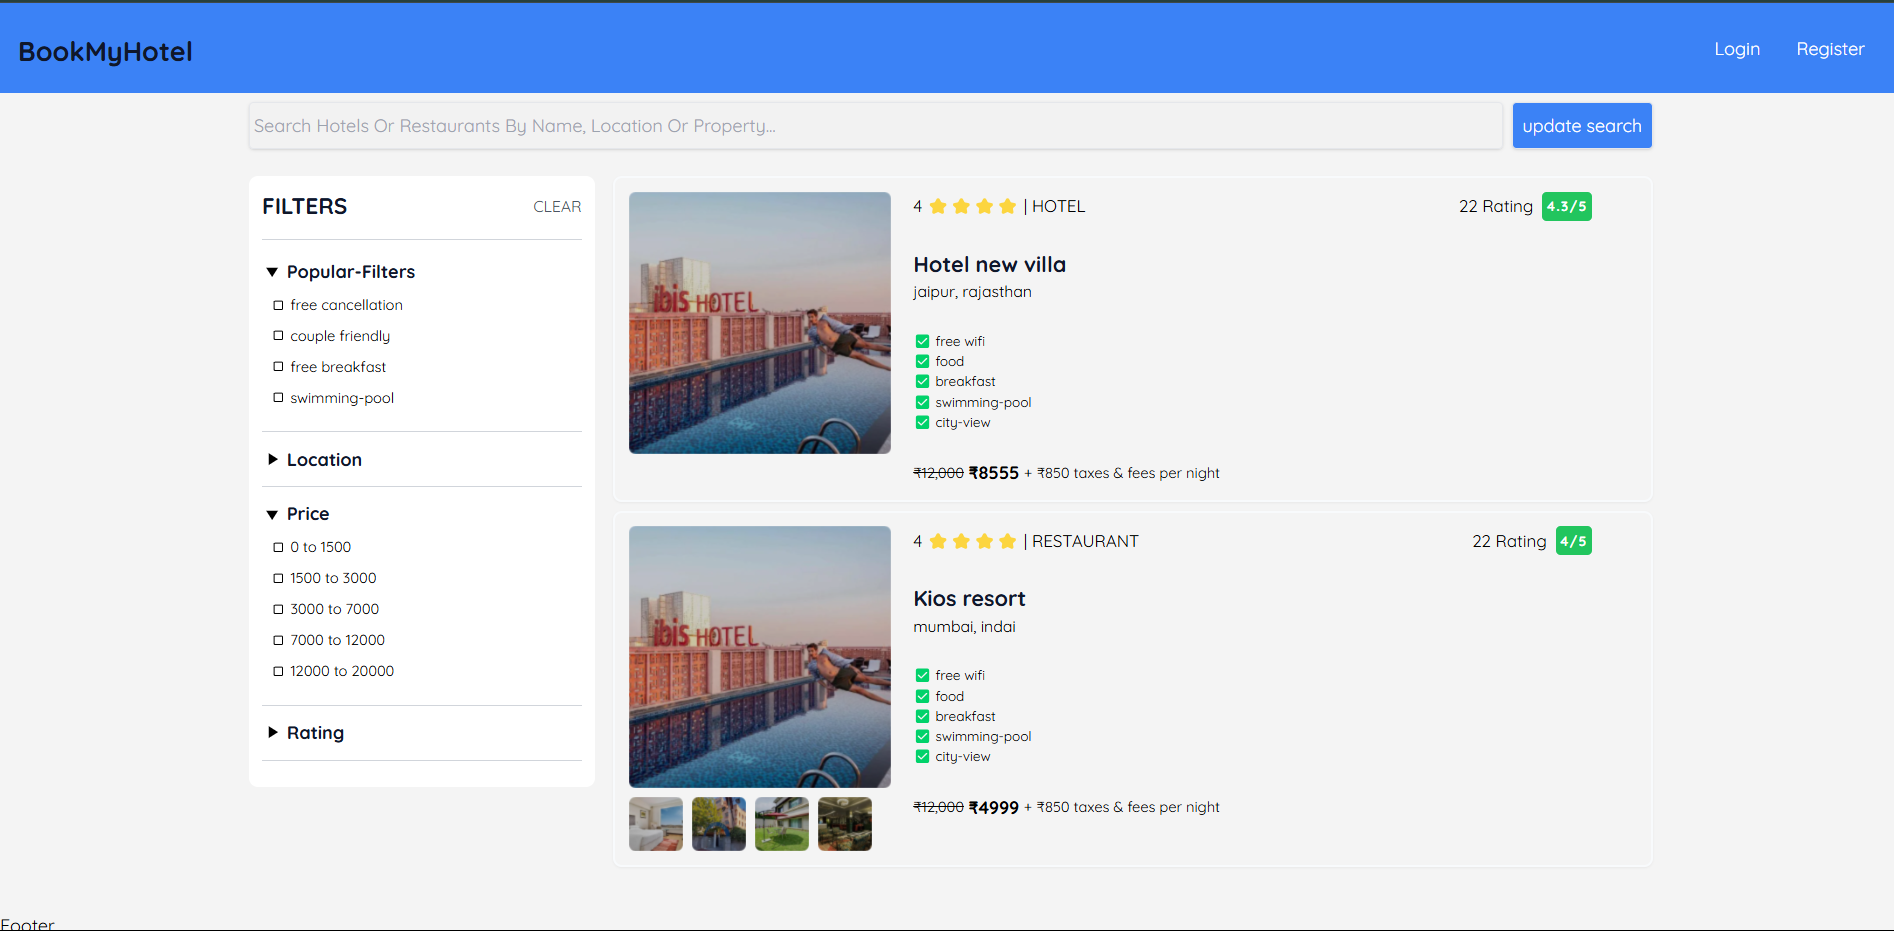 BookMyHotel
Login
Register
Search Hotels Or Restaurants By Name, Location Or Property...
update search
FILTERS
CLEAR
Popular-Filters
free cancellation
couple friendly
free breakfast
swimming-pool
Location
Price
0 to 1500
1500 to 3000
3000 to 7000
7000 to 12000
12000 to 20000
Rating
ibis HOTEL
4 | HOTEL
22 Rating 4.3/5
Hotel new villa
jaipur, rajasthan
free wifi
food
breakfast
swimming-pool
city-view
₹12,000 ₹8555 + ₹850 taxes & fees per night
ibis HOTEL
4 | RESTAURANT
22 Rating 4/5
Kios resort
mumbai, indai
free wifi
food
breakfast
swimming-pool
city-view
₹12,000 ₹4999 + ₹850 taxes & fees per night
Footer